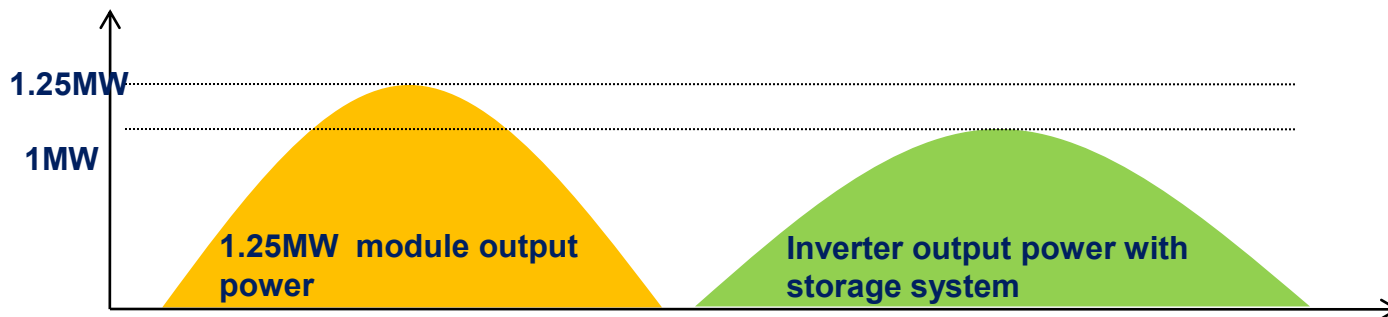 1.25MW
1MW
1.25MW  module output
power
Inverter output power with
storage system